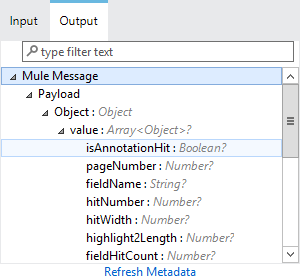 Input Output
type filter text
Mule Message
Payload
Object : Object
value : Array<Object>?
isAnnotationHit : Boolean?
pageNumber : Number?
fieldName : String?
hitNumber : Number?
hitWidth : Number?
highlight2Length : Number?
fieldHitCount : Number?
Refresh Metadata